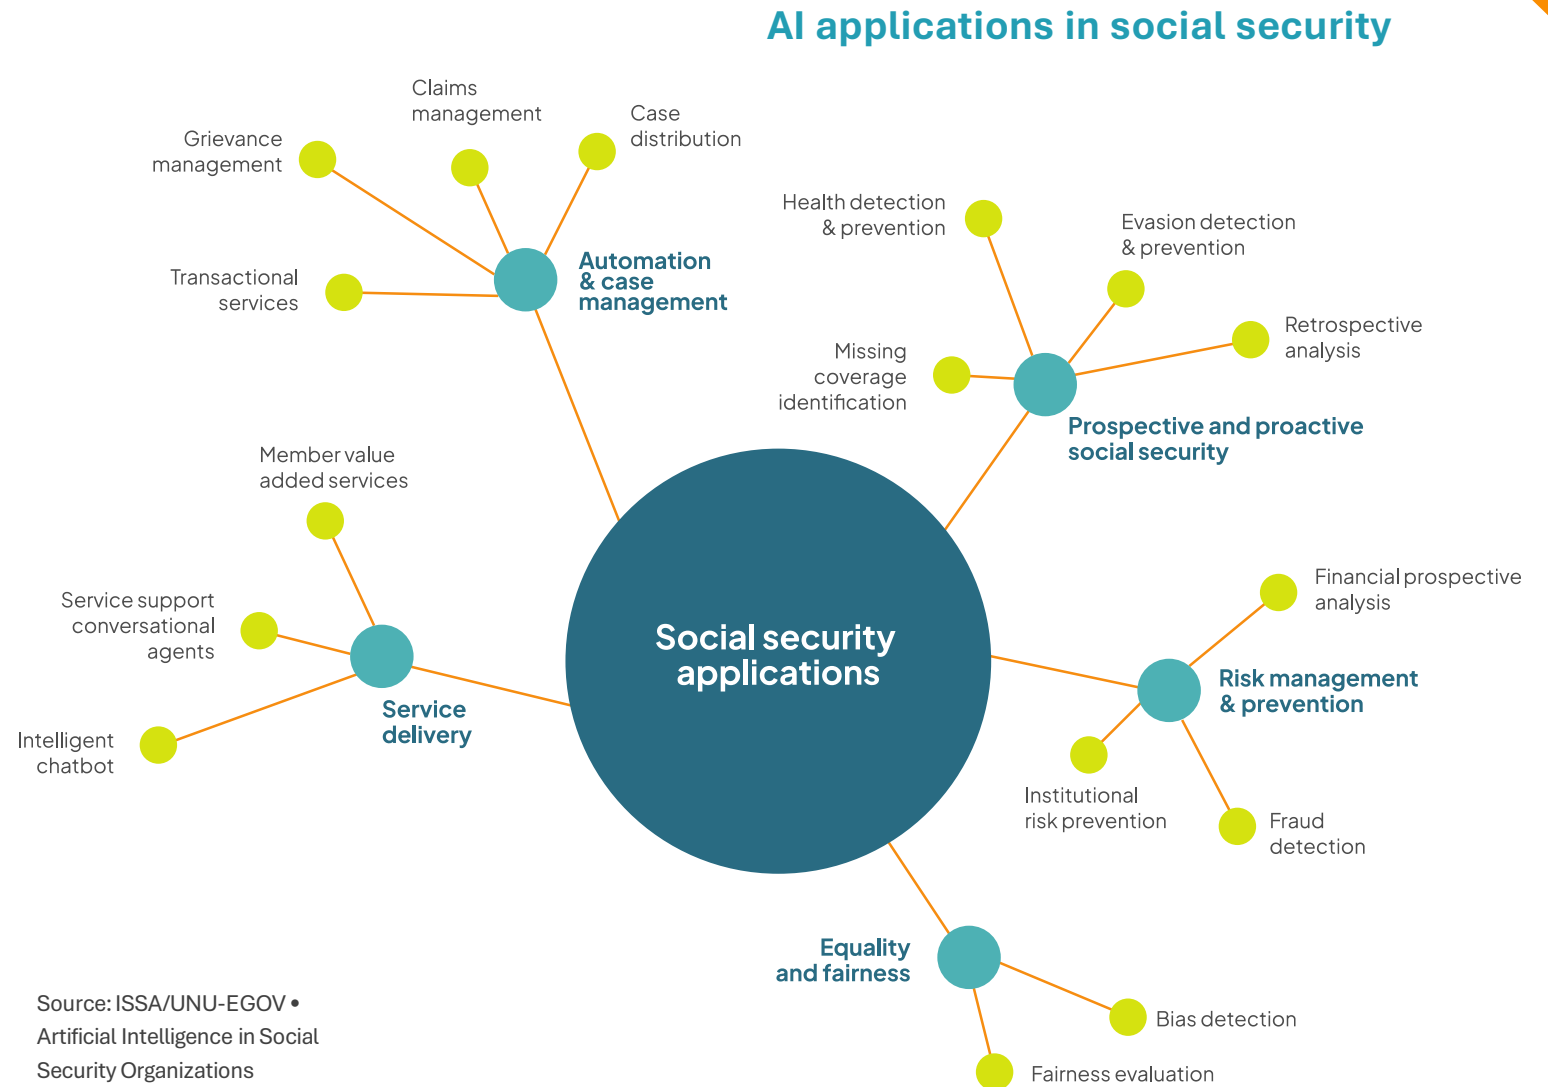 AI applications in social security
Claims
management
Case
distribution
Grievance
management
Transactional
services
Automation
& case
management
Health detection
& prevention
Evasion detection
& prevention
Retrospective
analysis
Missing
coverage
identification
Prospective and proactive
social security
Member value
added services
Service support
conversational
agents
Intelligent
chatbot
Service
delivery
Social security
applications
Financial prospective
analysis
Risk management
& prevention
Institutional
risk prevention
Fraud
detection
Equality
and fairness
Bias detection
Fairness evaluation
Source: ISSA/UNU-EGOV •
Artificial Intelligence in Social
Security Organizations